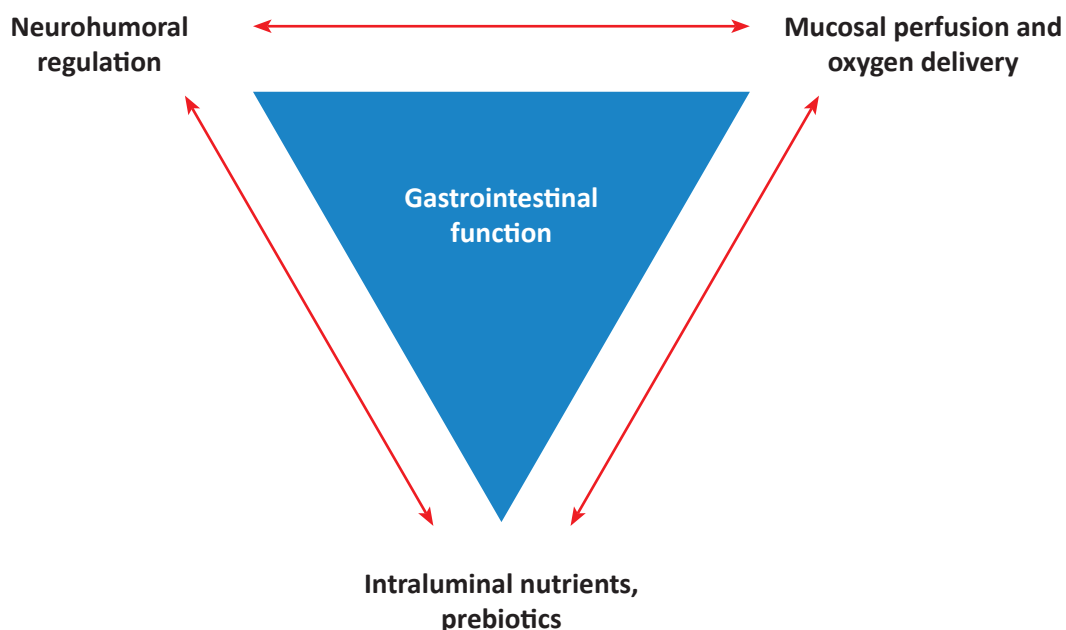 Neurohumoral
regulation
Mucosal perfusion and
oxygen delivery
Gastrointestinal
function
Intraluminal nutrients,
prebiotics